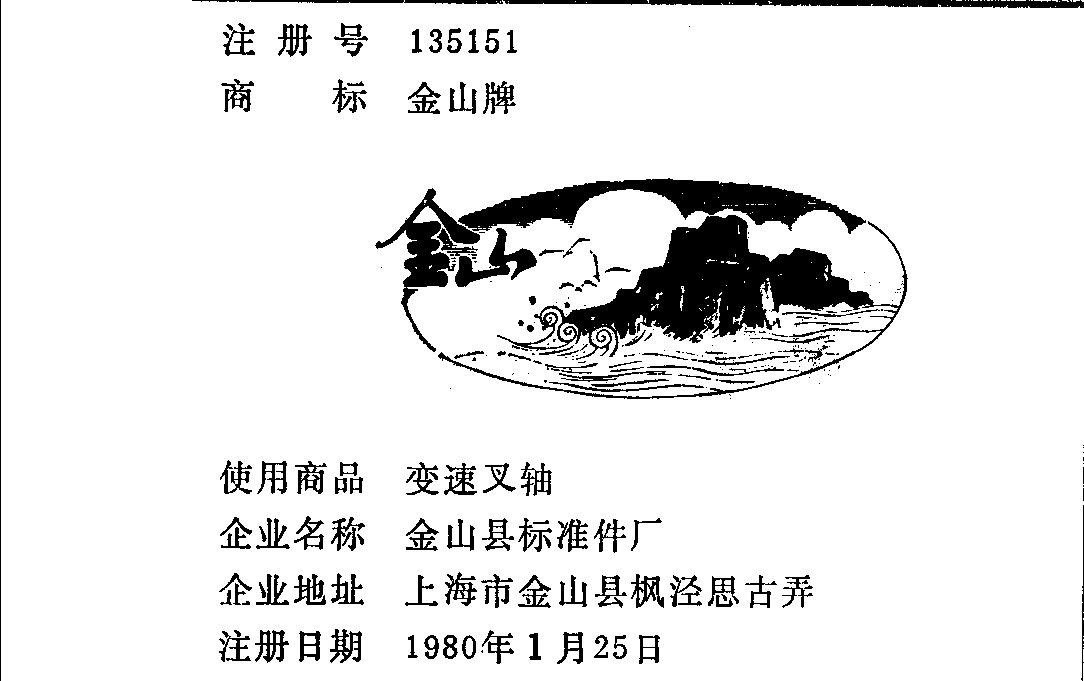 注册号 135151
商标 金山牌
金山
使用商品 变速叉轴
企业名称 金山县标准件厂
企业地址 上海市金山县枫泾思古弄
注册日期 1980年1月25日